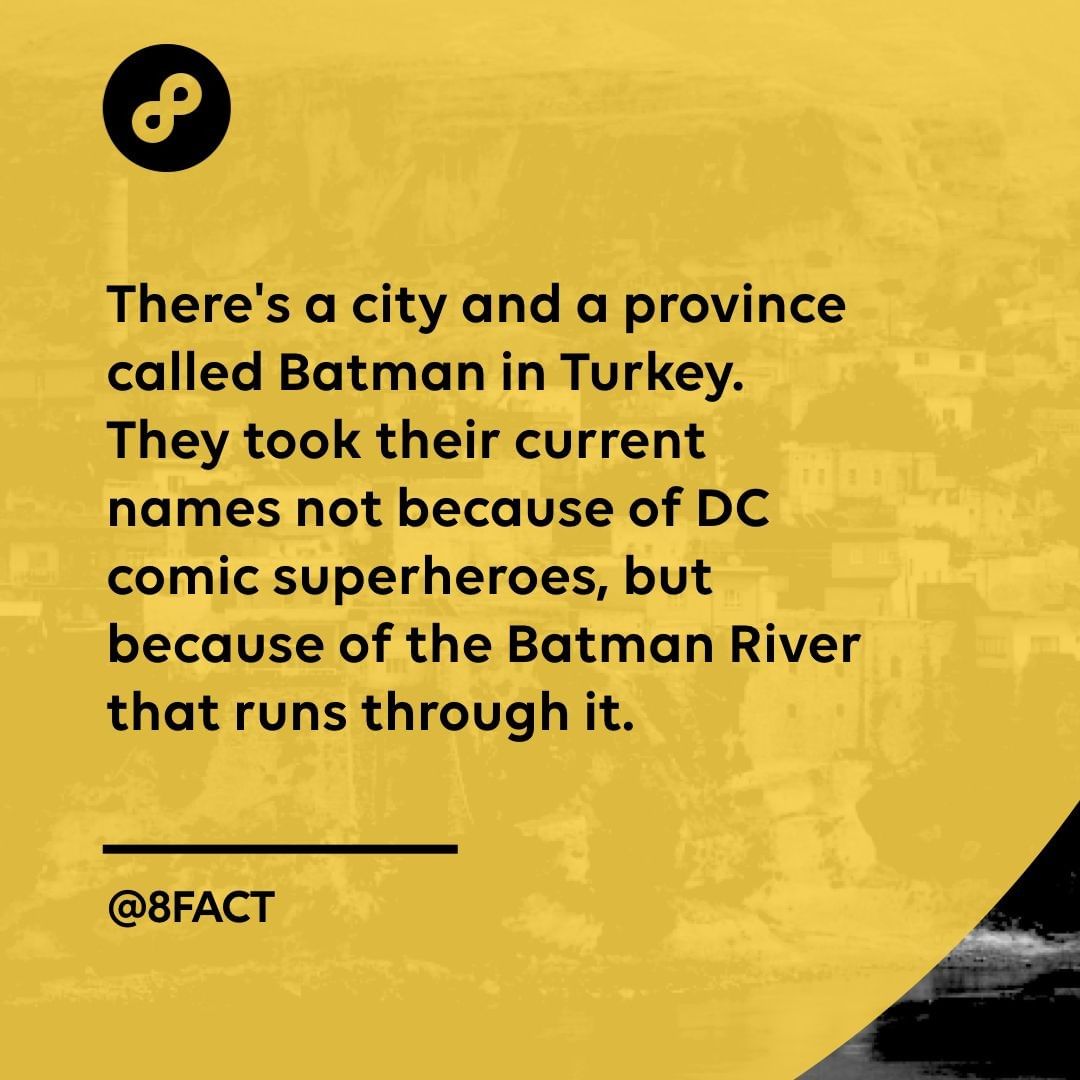 There's a city and a province
called Batman in Turkey.
They took their current
names not because of DC
comic superheroes, but
because of the Batman River
that runs through it.
@8FACT